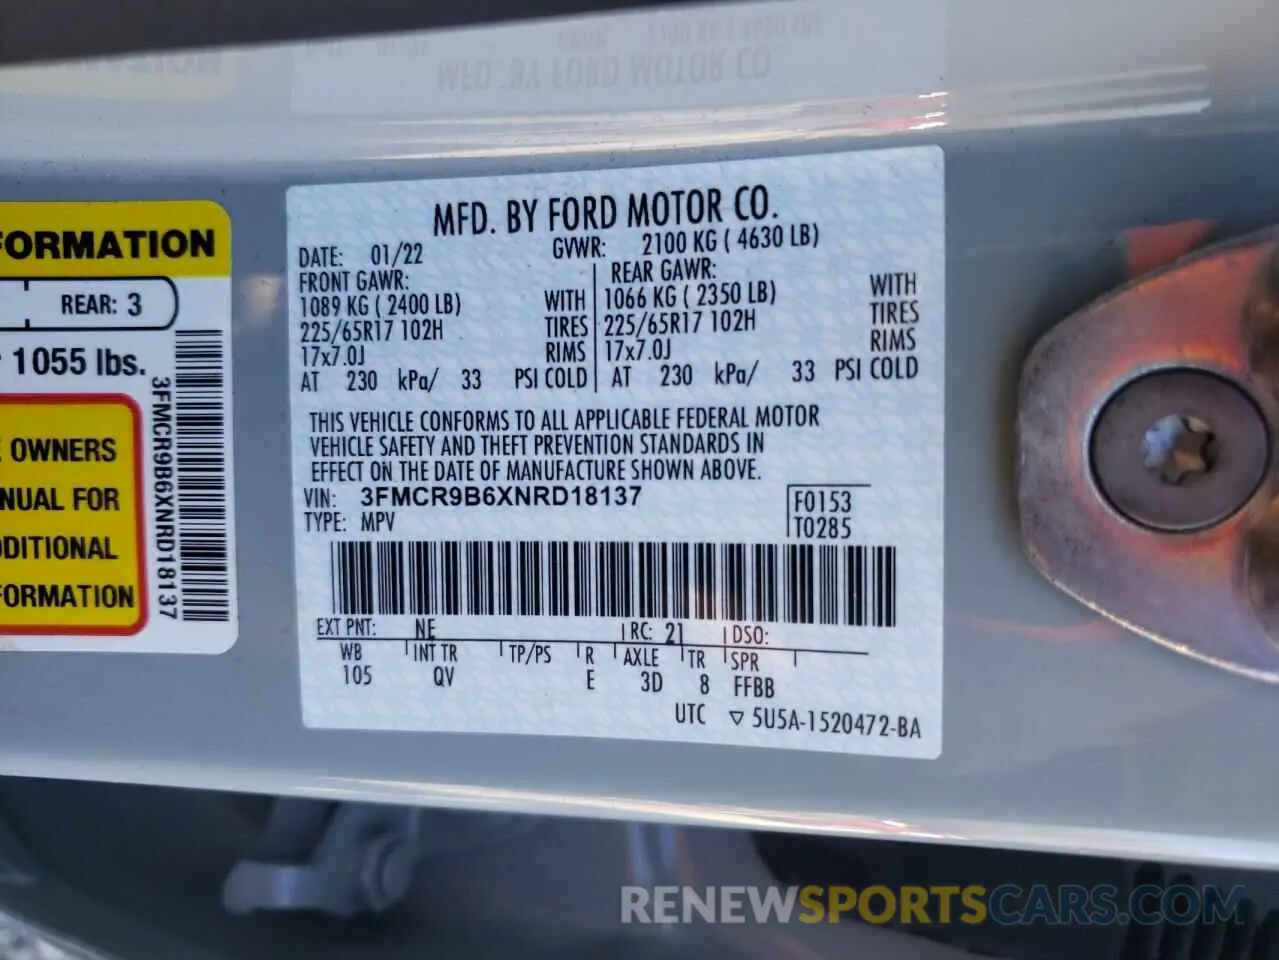 FORMATION
REAR: 3
1055 lbs.
OWNERS
NUAL FOR
DDITIONAL
FORMATION
3FMCR9B6XNRD18137
MFD. BY FORD MOTOR CO
MFD. BY FORD MOTOR CO.
DATE: 01/22 GVWR: 2100 KG ( 4630 LB)
FRONT GAWR: REAR GAWR:
1089 KG ( 2400 LB) WITH 1066 KG ( 2350 LB) WITH
225/65R17 102H TIRES 225/65R17 102H TIRES
17x7.0J RIMS 17x7.0J RIMS
AT 230 kPa/ 33 PSI COLD AT 230 kPa/ 33 PSI COLD
THIS VEHICLE CONFORMS TO ALL APPLICABLE FEDERAL MOTOR
VEHICLE SAFETY AND THEFT PREVENTION STANDARDS IN
EFFECT ON THE DATE OF MANUFACTURE SHOWN ABOVE.
VIN: 3FMCR9B6XNRD18137 F0153
TYPE: MPV T0285
EXT PNT: NE RC: 21 DSO:
WB INT TR TP/PS R AXLE TR SPR
105 QV E 3D 8 FFBB
UTC ▽ 5U5A-1520472-BA
RENEWSPORTSCARS.COM